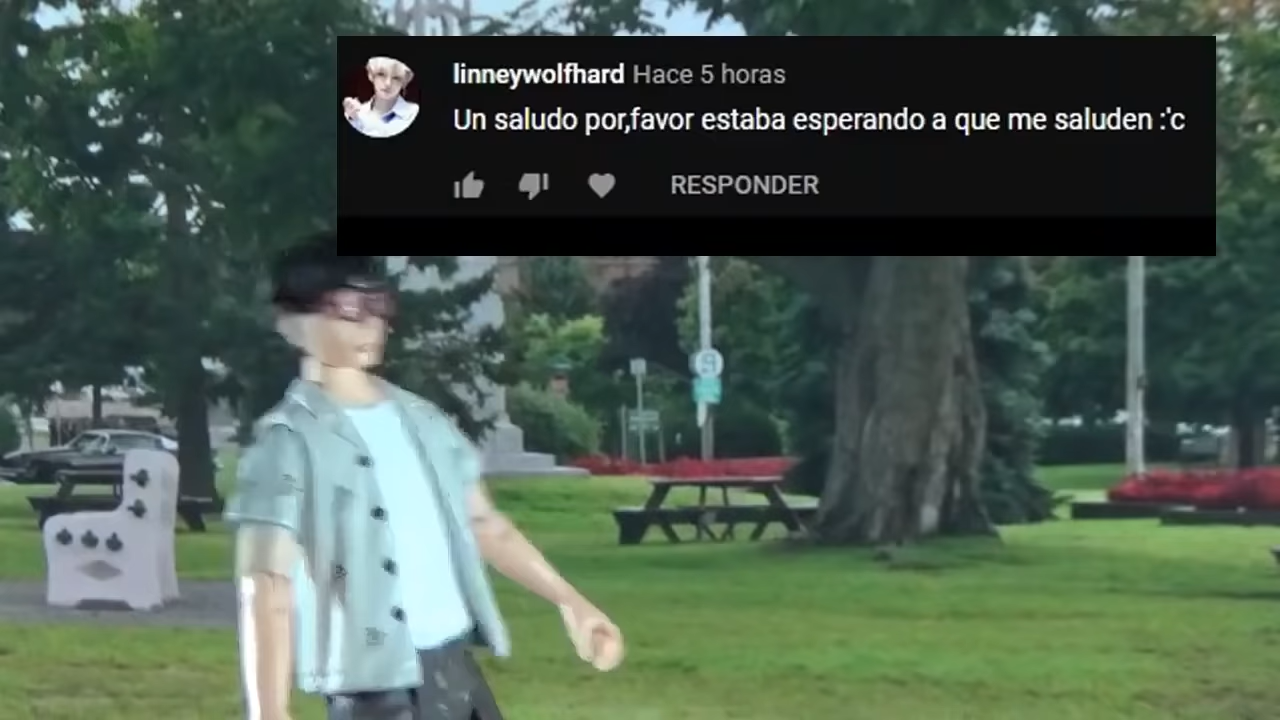 linneywolfhard Hace 5 horas
Un saludo por,favor estaba esperando a que me saluden :'c
RESPONDER